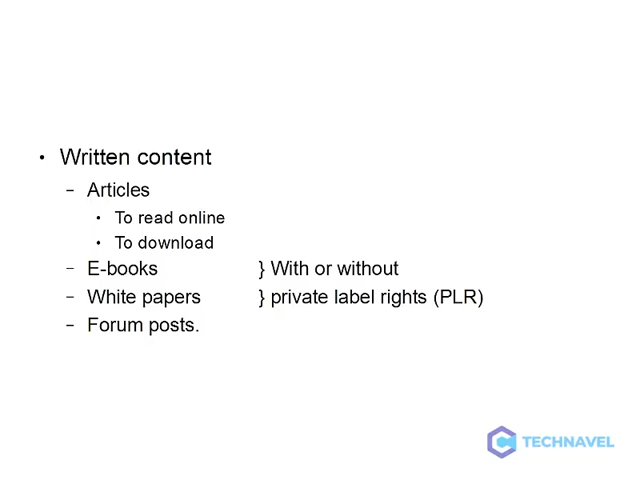 • Written content
– Articles
• To read online
• To download
– E-books } With or without
– White papers } private label rights (PLR)
– Forum posts.
TECHNAVEL